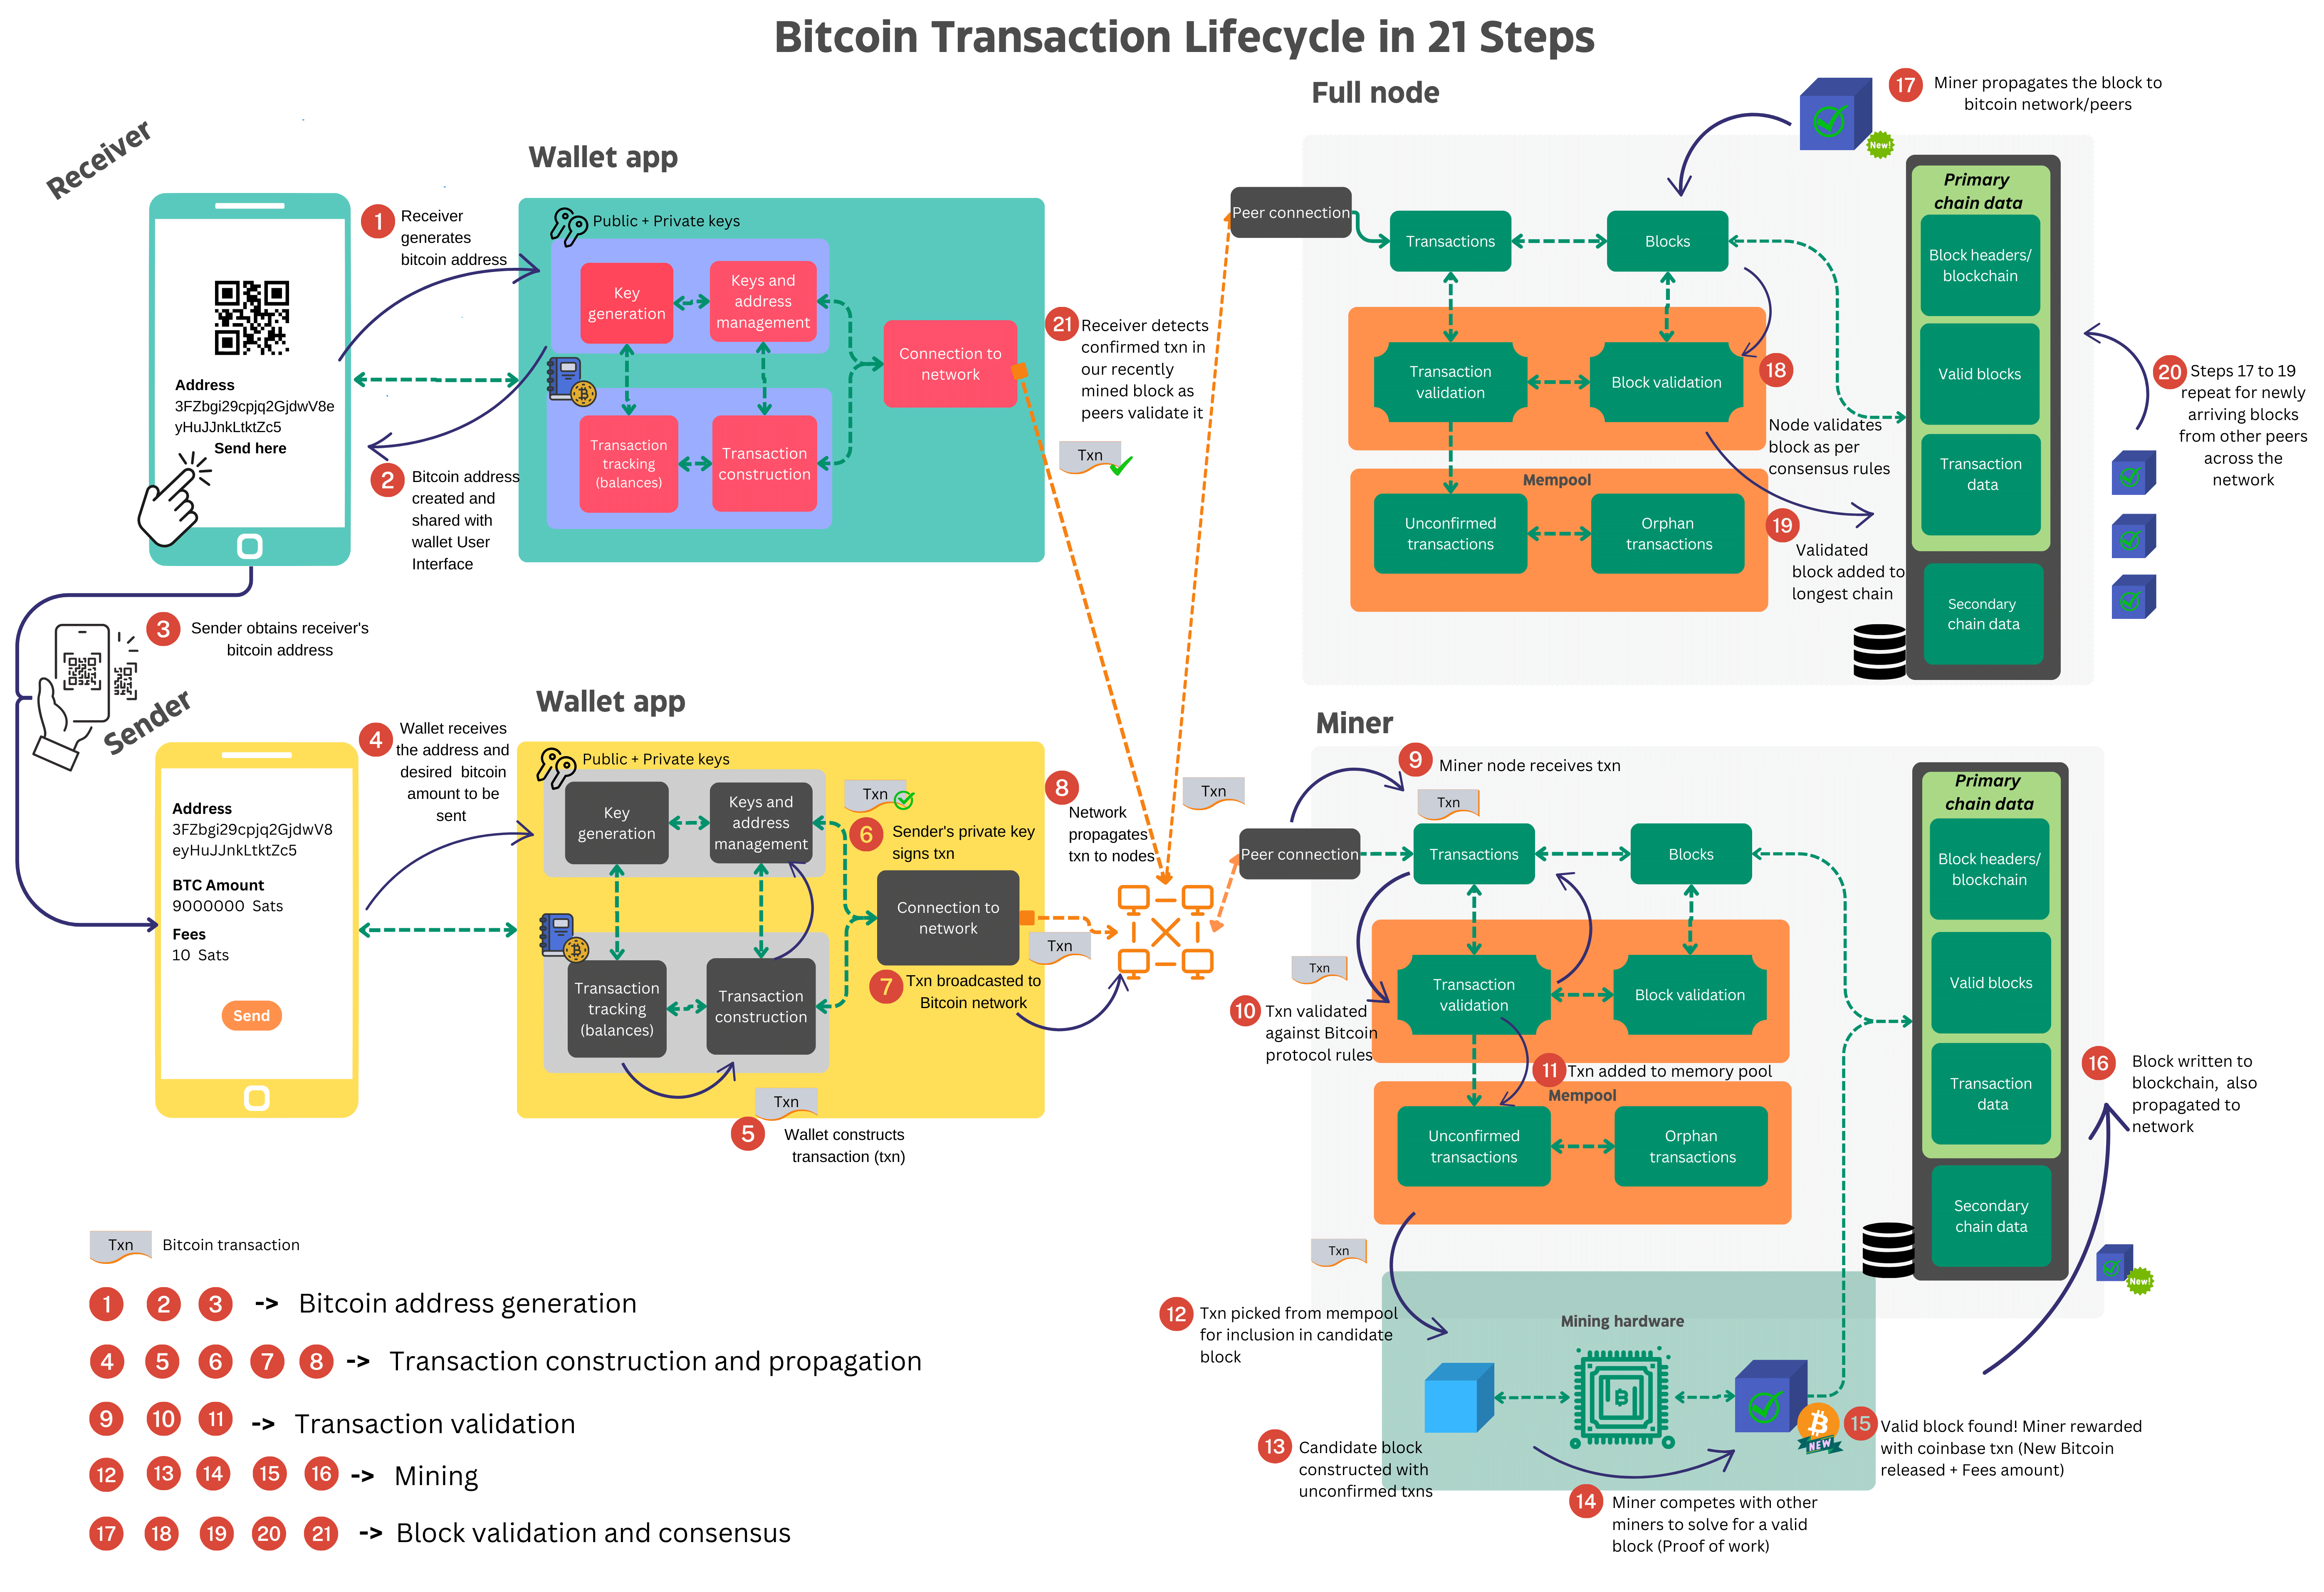 Bitcoin Transaction Lifecycle in 21 Steps
Receiver
Address
3FZbgi29cpjq2GjdwV8e
yHuJJnkLtktZc5
Send here
1
Receiver
generates
bitcoin address
2
Bitcoin address
created and
shared with
wallet User
Interface
Wallet app
Public + Private keys
Key
generation
Keys and
address
management
Transaction
tracking
(balances)
Transaction
construction
Connection to
network
21
Receiver detects
confirmed txn in
our recently
mined block as
peers validate it
Txn
3
Sender obtains receiver's
bitcoin address
Sender
Address
3FZbgi29cpjq2GjdwV8
eyHuJJnkLtktZc5
BTC Amount
9000000 Sats
Fees
10 Sats
Send
4
Wallet receives
the address and
desired bitcoin
amount to be
sent
Wallet app
Public + Private keys
Key
generation
Keys and
address
management
Transaction
tracking
(balances)
Transaction
construction
Txn
5
Wallet constructs
transaction (txn)
Txn
6
Sender's private key
signs txn
Connection to
network
7
Txn broadcasted to
Bitcoin network
Txn
8
Network
propagates
txn to nodes
Txn
Full node
Peer connection
Transactions
Blocks
Transaction
validation
Block validation
Mempool
Unconfirmed
transactions
Orphan
transactions
17
Miner propagates the block to
bitcoin network/peers
New!
18
Node validates
block as per
consensus rules
19
Validated
block added to
longest chain
Primary
chain data
Block headers/
blockchain
Valid blocks
Transaction
data
Secondary
chain data
20
Steps 17 to 19
repeat for newly
arriving blocks
from other peers
across the
network
Miner
9
Miner node receives txn
Txn
Peer connection
Transactions
Blocks
Txn
10
Txn validated
against Bitcoin
protocol rules
Transaction
validation
Block validation
11
Txn added to memory pool
Mempool
Unconfirmed
transactions
Orphan
transactions
Primary
chain data
Block headers/
blockchain
Valid blocks
Transaction
data
Secondary
chain data
Txn
12
Txn picked from mempool
for inclusion in candidate
block
Mining hardware
13
Candidate block
constructed with
unconfirmed txns
14
Miner competes with other
miners to solve for a valid
block (Proof of work)
NEW
15
Valid block found! Miner rewarded
with coinbase txn (New Bitcoin
released + Fees amount)
16
Block written to
blockchain, also
propagated to
network
New!
Txn Bitcoin transaction
1 2 3 -> Bitcoin address generation
4 5 6 7 8 -> Transaction construction and propagation
9 10 11 -> Transaction validation
12 13 14 15 16 -> Mining
17 18 19 20 21 -> Block validation and consensus